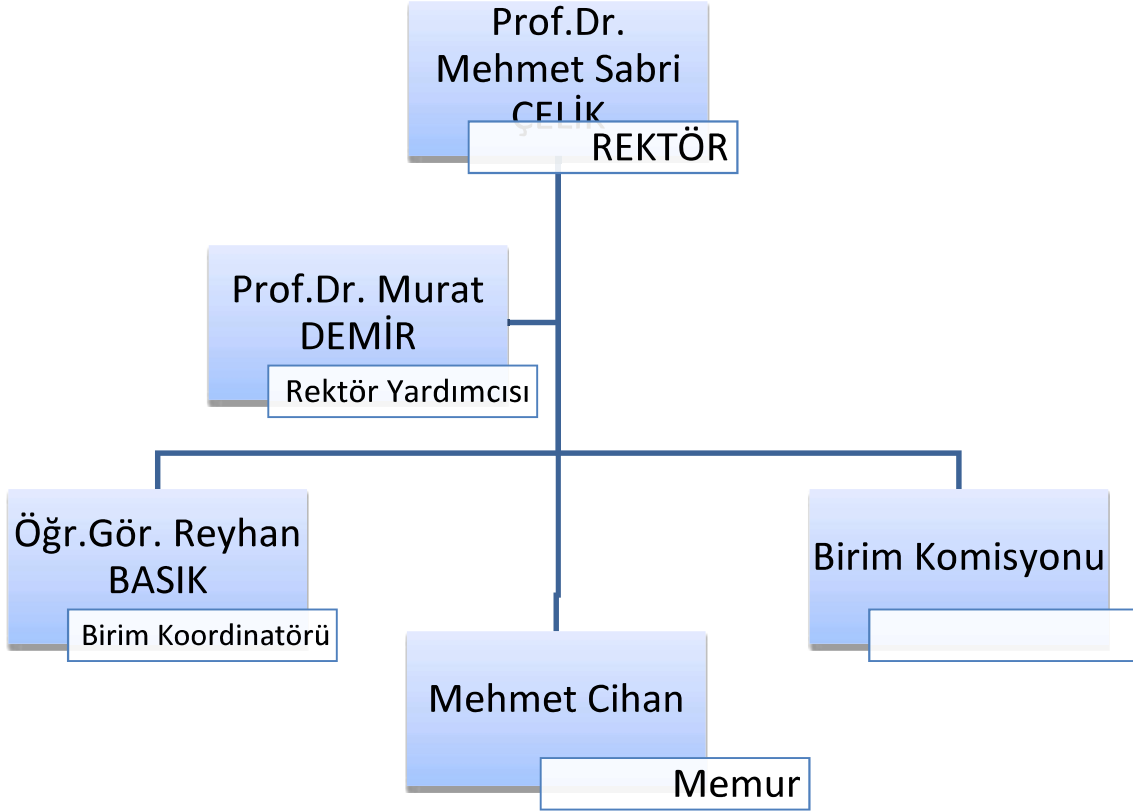 Prof.Dr.
Mehmet Sabri
ÇELİK
REKTÖR
Prof.Dr. Murat
DEMİR
Rektör Yardımcısı
Öğr.Gör. Reyhan
BASIK
Birim Koordinatörü
Mehmet Cihan
Memur
Birim Komisyonu